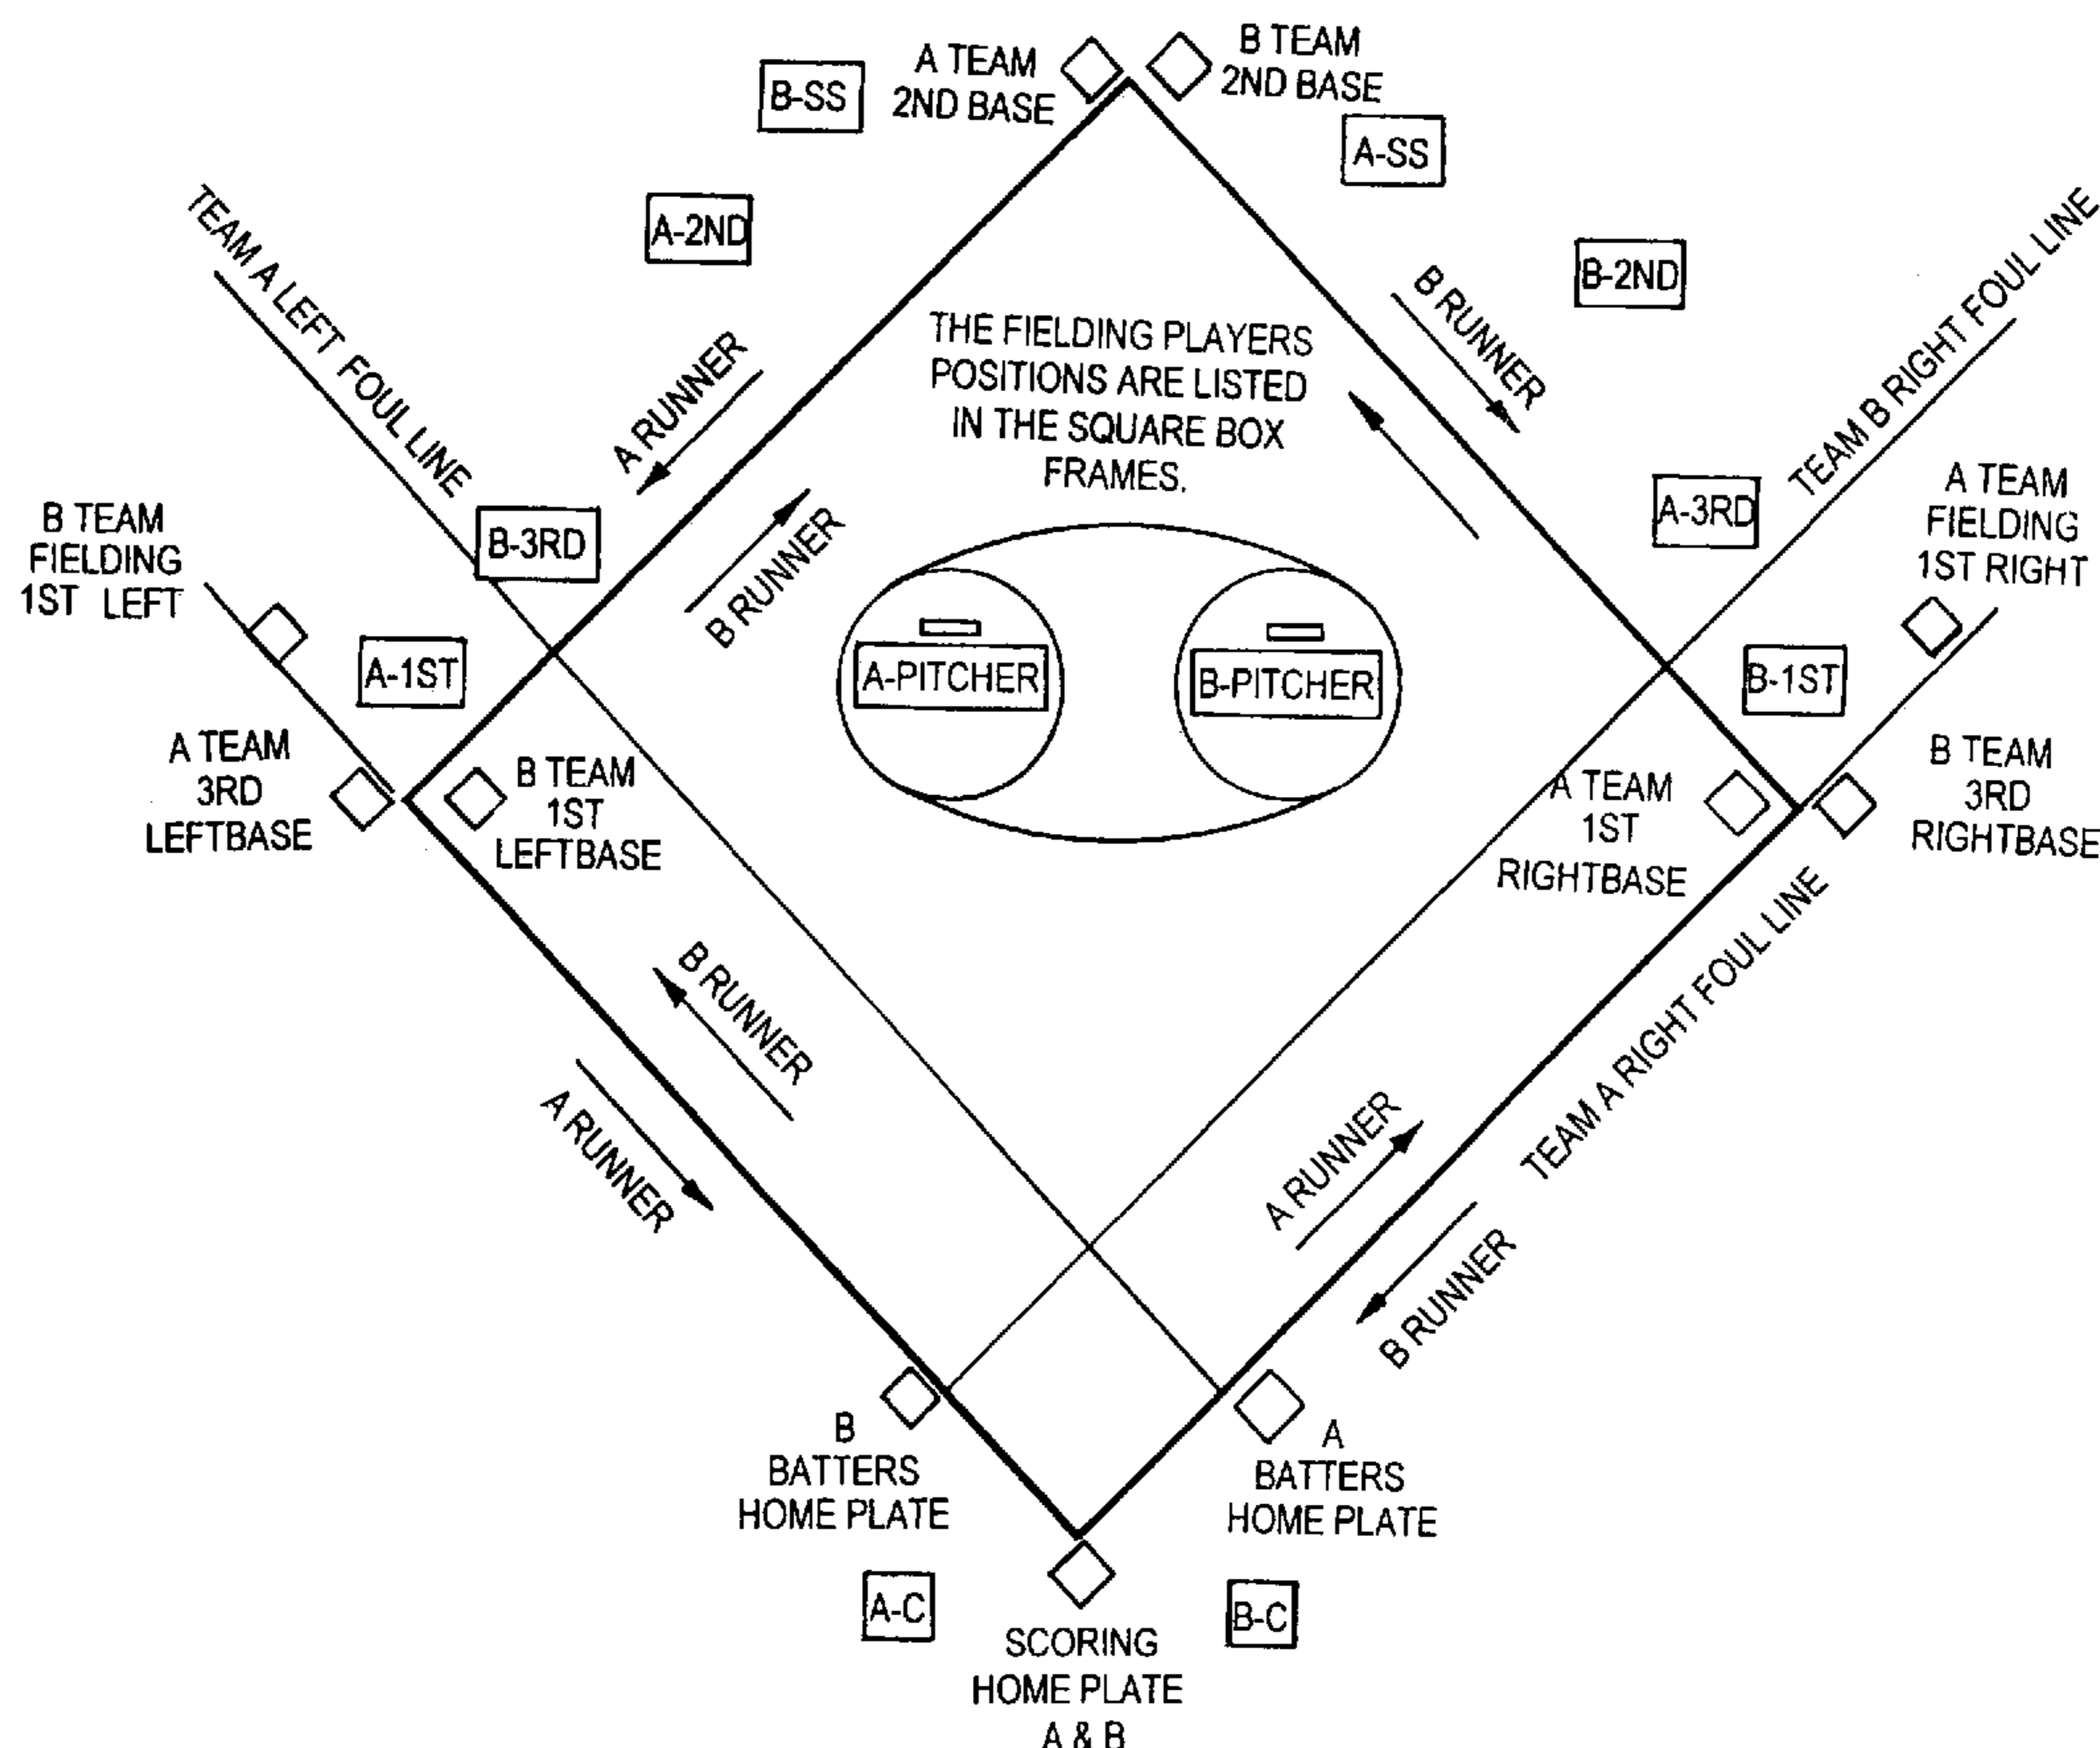 A TEAM
2ND BASE
B TEAM
2ND BASE
B-SS
A-SS
A-2ND
B-2ND
TEAM A LEFT FOUL LINE
TEAM B RIGHT FOUL LINE
A RUNNER
B RUNNER
THE FIELDING PLAYERS
POSITIONS ARE LISTED
IN THE SQUARE BOX
FRAMES.
B TEAM
FIELDING
1ST LEFT
B-3RD
B RUNNER
A-3RD
A TEAM
FIELDING
1ST RIGHT
A-1ST
A-PITCHER
B-PITCHER
B-1ST
A TEAM
3RD
LEFTBASE
B TEAM
1ST
LEFTBASE
A TEAM
1ST
RIGHTBASE
B TEAM
3RD
RIGHTBASE
B RUNNER
A RUNNER
A RUNNER
B RUNNER
TEAM A RIGHT FOUL LINE
B
BATTERS
HOME PLATE
A
BATTERS
HOME PLATE
A-C
B-C
SCORING
HOME PLATE
A & B